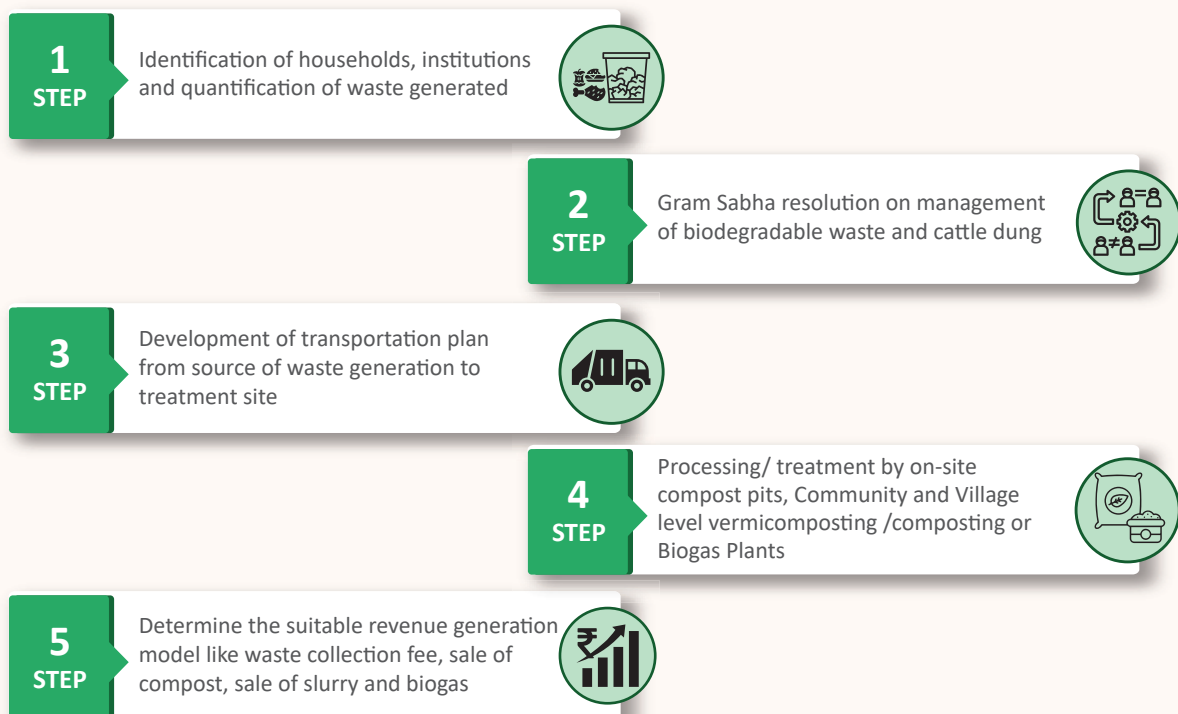 1
STEP
Identification of households, institutions
and quantification of waste generated
2
STEP
Gram Sabha resolution on management
of biodegradable waste and cattle dung
3
STEP
Development of transportation plan
from source of waste generation to
treatment site
4
STEP
Processing/ treatment by on-site
compost pits, Community and Village
level vermicomposting /composting or
Biogas Plants
5
STEP
Determine the suitable revenue generation
model like waste collection fee, sale of
compost, sale of slurry and biogas
₹